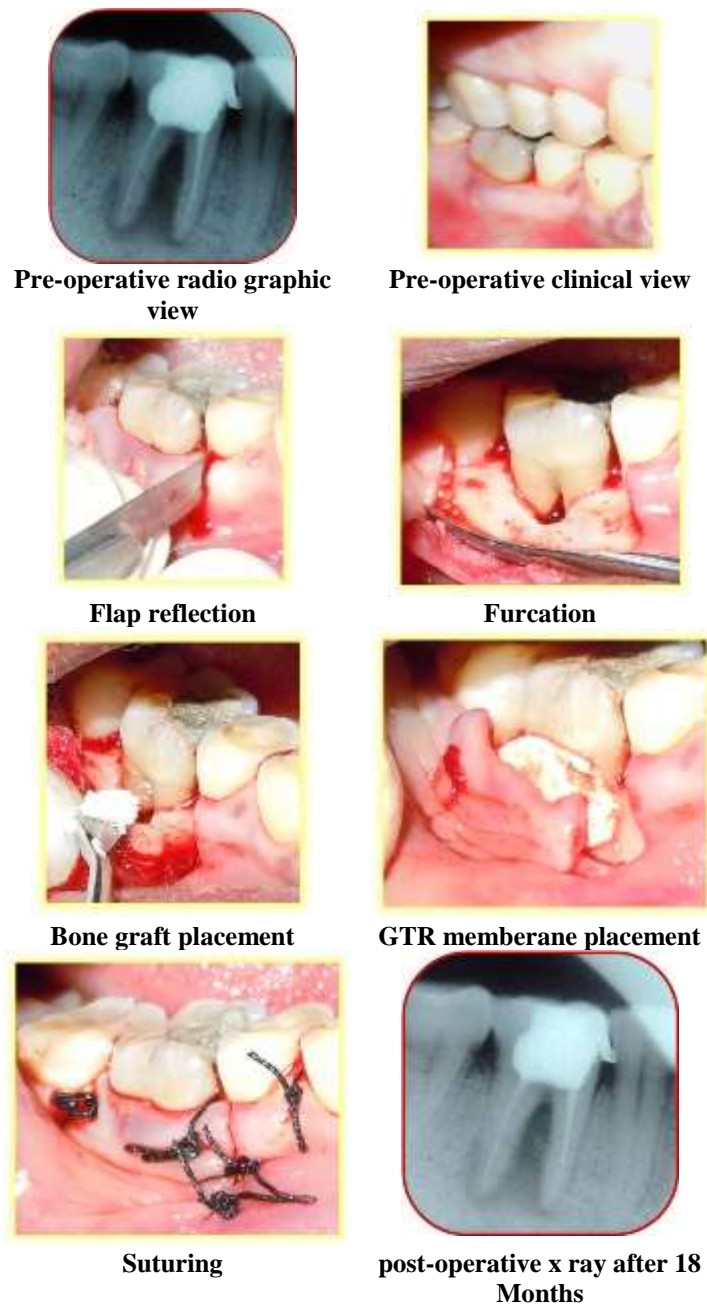 Pre-operative radio graphic
view
Pre-operative clinical view
Flap reflection
Furcation
Bone graft placement
GTR memberane placement
Suturing
post-operative x ray after 18
Months